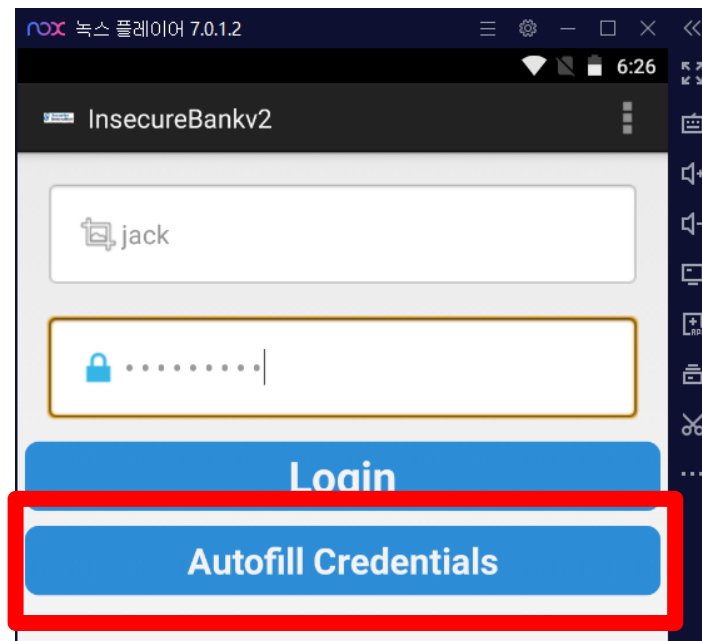 nox 녹스 플레이어 7.0.1.2
6:26
InsecureBankv2
jack
Login
Autofill Credentials